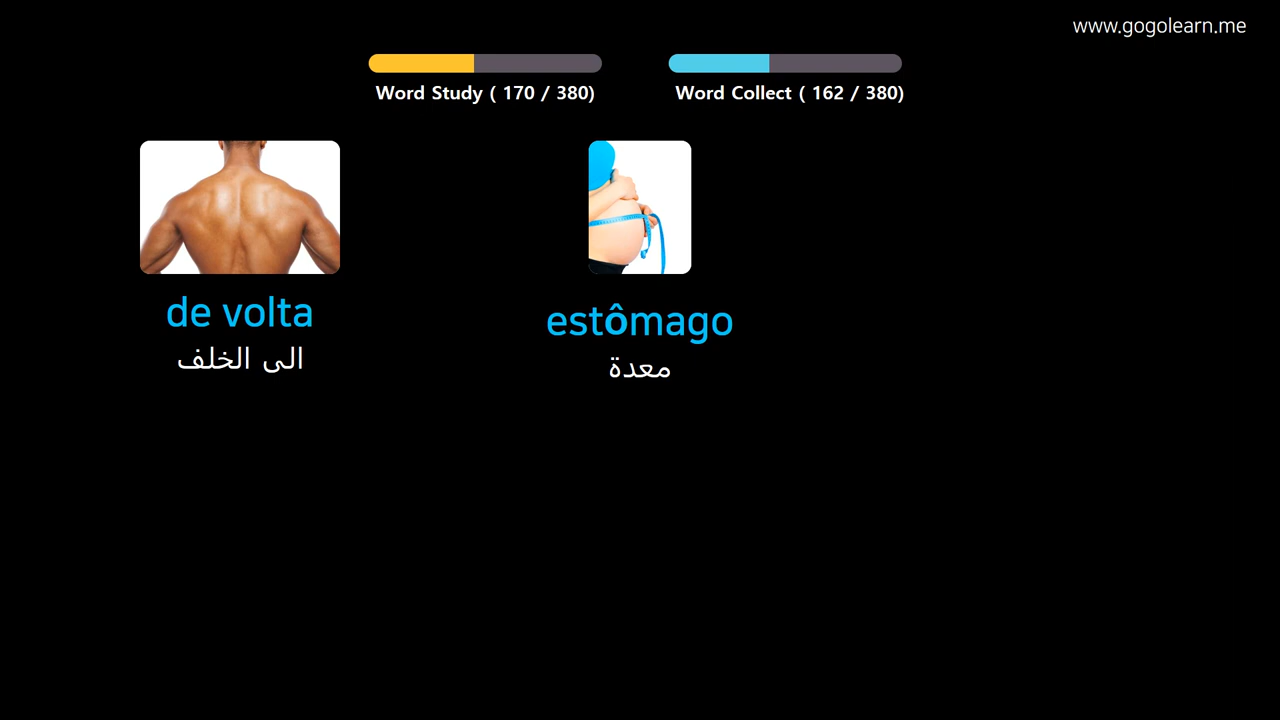 www.gogolearn.me
Word Study ( 170 / 380)
Word Collect ( 162 / 380)
de volta
الى الخلف
estômago
معدة